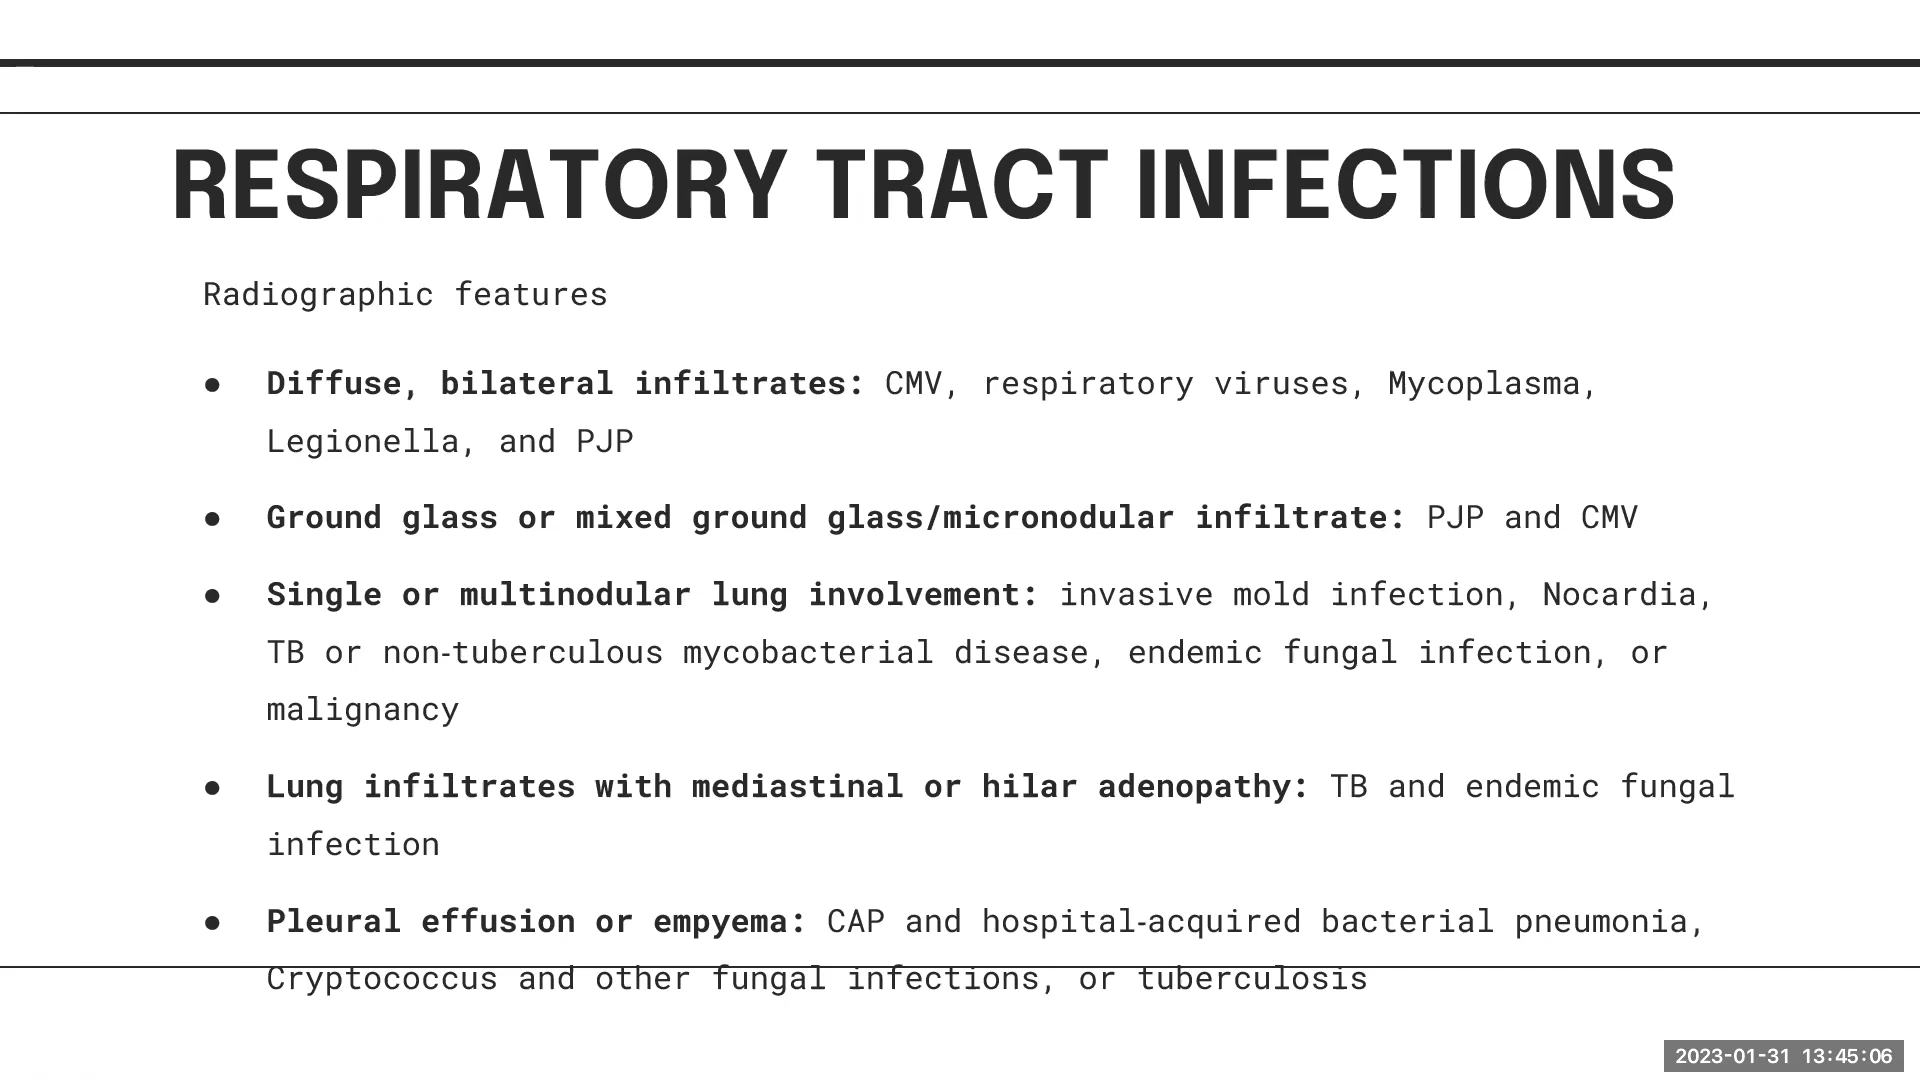 RESPIRATORY TRACT INFECTIONS
Radiographic features
● Diffuse, bilateral infiltrates: CMV, respiratory viruses, Mycoplasma,
Legionella, and PJP
● Ground glass or mixed ground glass/micronodular infiltrate: PJP and CMV
● Single or multinodular lung involvement: invasive mold infection, Nocardia,
TB or non-tuberculous mycobacterial disease, endemic fungal infection, or
malignancy
● Lung infiltrates with mediastinal or hilar adenopathy: TB and endemic fungal
infection
● Pleural effusion or empyema: CAP and hospital-acquired bacterial pneumonia,
Cryptococcus and other fungal infections, or tuberculosis
2023-01-31 13:45:06